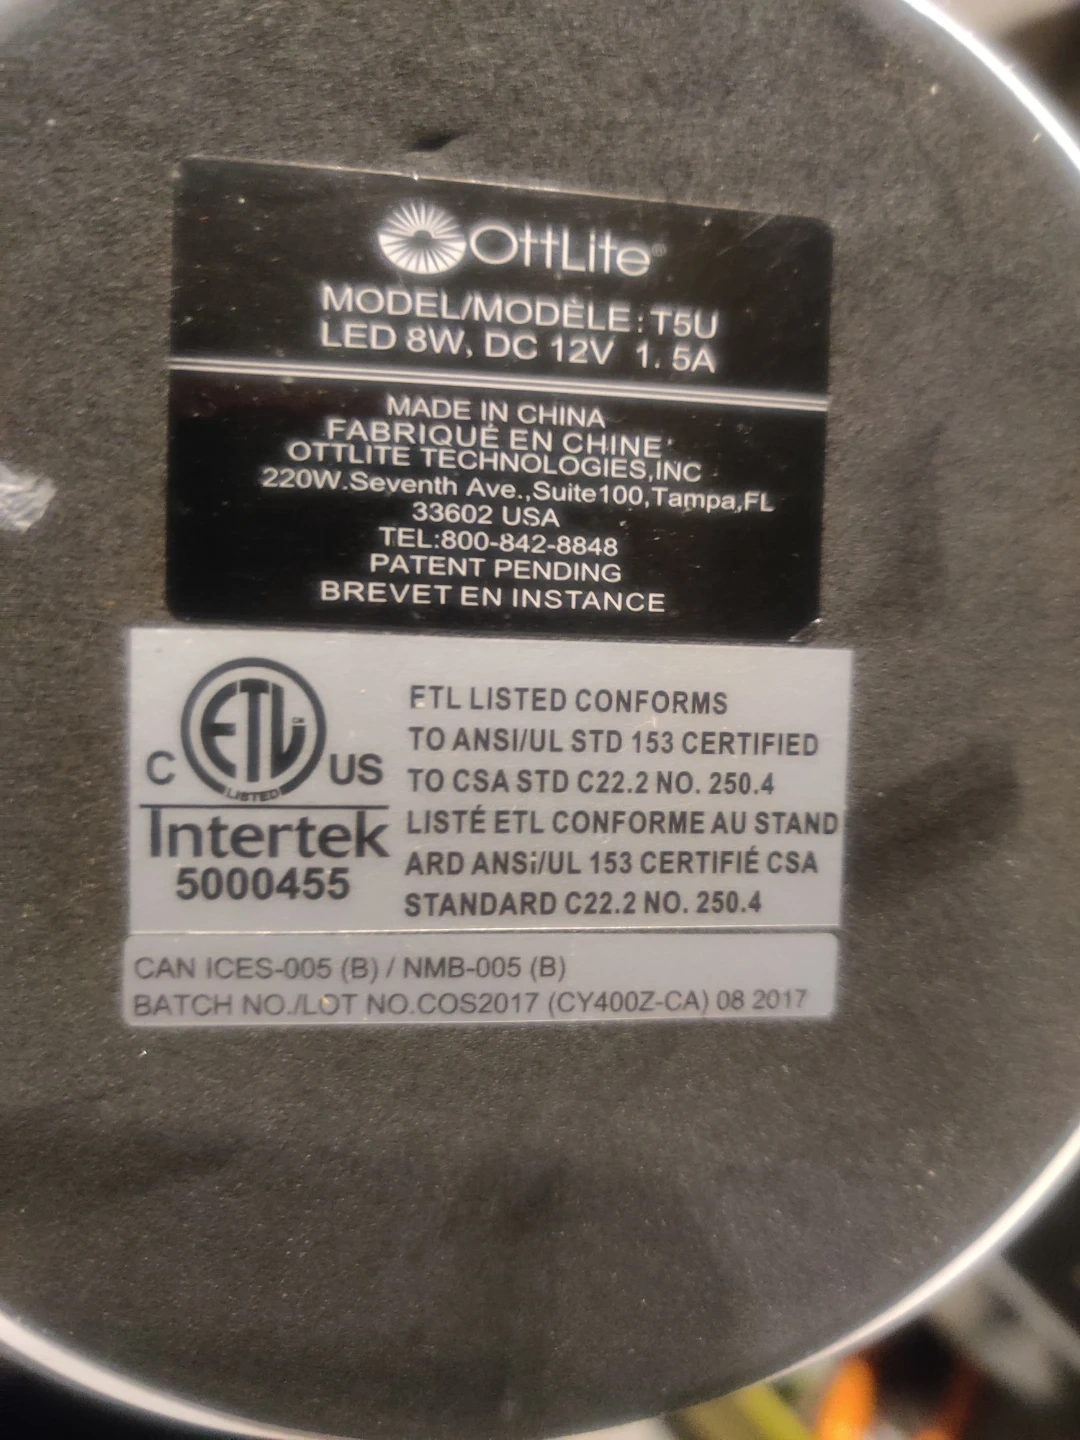 OttLite®
MODEL/MODÈLE: T5U
LED 8W, DC 12V 1. 5A
MADE IN CHINA
FABRIQUÉ EN CHINE
OTTLITE TECHNOLOGIES,INC
220W.Seventh Ave.,Suite100,Tampa,FL
33602 USA
TEL:800-842-8848
PATENT PENDING
BREVET EN INSTANCE
ETL LISTED CONFORMS
TO ANSI/UL STD 153 CERTIFIED
TO CSA STD C22.2 NO. 250.4
LISTÉ ETL CONFORME AU STAND
ARD ANSi/UL 153 CERTIFIÉ CSA
STANDARD C22.2 NO. 250.4
ETL CM
C US
LISTED
Intertek
5000455
CAN ICES-005 (B) / NMB-005 (B)
BATCH NO./LOT NO.COS2017 (CY400Z-CA) 08 2017